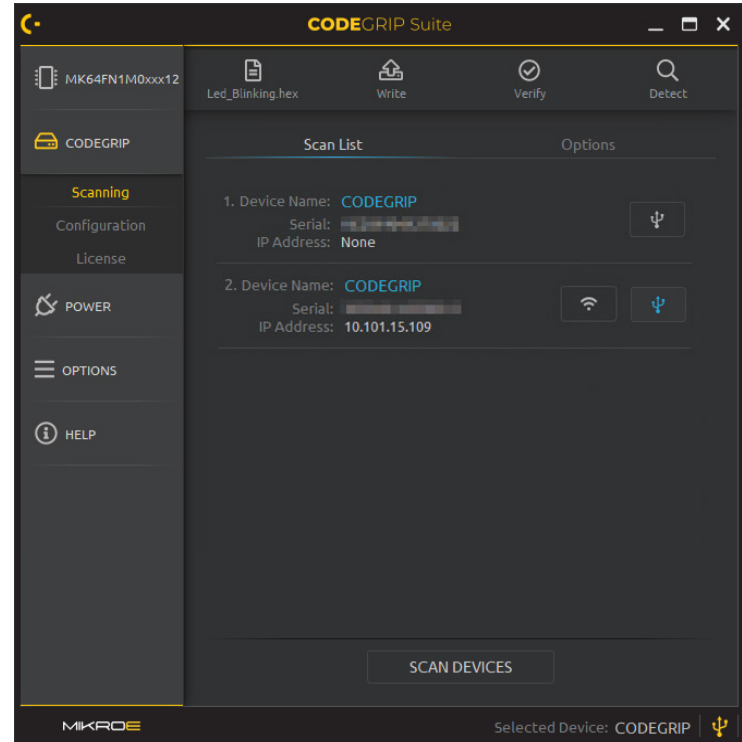 CODEGRIP Suite
MK64FN1M0xxx12
Led_Blinking.hex
Write
Verify
Detect
CODEGRIP
Scanning
Configuration
License
POWER
OPTIONS
HELP
Scan List
Options
1. Device Name: CODEGRIP
Serial:
IP Address: None
2. Device Name: CODEGRIP
Serial:
IP Address: 10.101.15.109
SCAN DEVICES
MIKROE
Selected Device: CODEGRIP